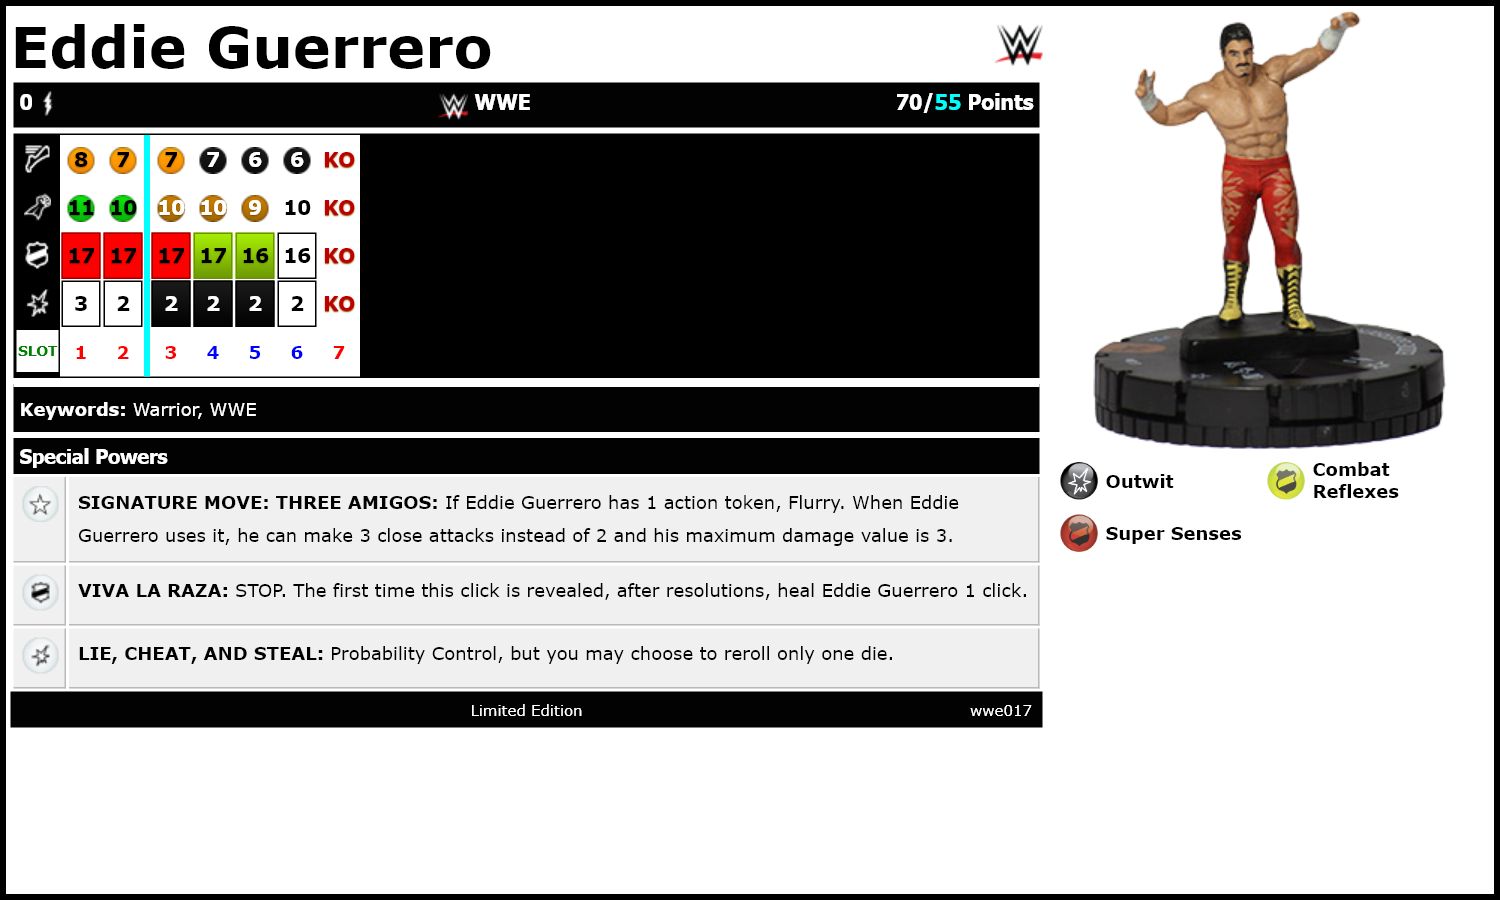 Eddie Guerrero
0 WWE 70/55 Points
8 7 7 7 6 6 KO
11 10 10 10 9 10 KO
17 17 17 17 16 16 KO
3 2 2 2 2 2 KO
SLOT 1 2 3 4 5 6 7
Keywords: Warrior, WWE
Special Powers
SIGNATURE MOVE: THREE AMIGOS: If Eddie Guerrero has 1 action token, Flurry. When Eddie
Guerrero uses it, he can make 3 close attacks instead of 2 and his maximum damage value is 3.
VIVA LA RAZA: STOP. The first time this click is revealed, after resolutions, heal Eddie Guerrero 1 click.
LIE, CHEAT, AND STEAL: Probability Control, but you may choose to reroll only one die.
Limited Edition wwe017
Outwit
Combat
Reflexes
Super Senses